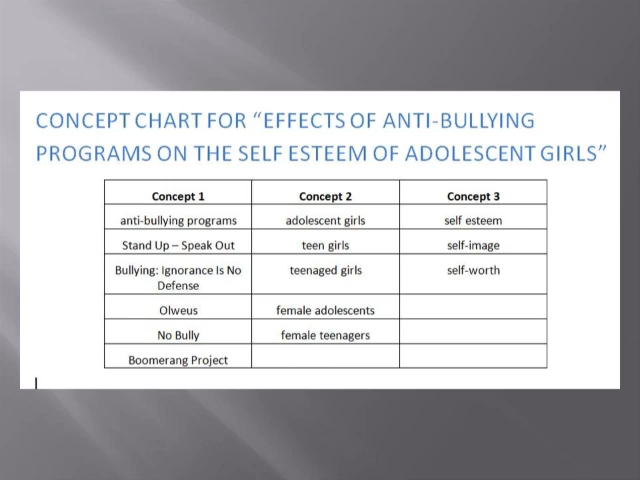 CONCEPT CHART FOR “EFFECTS OF ANTI-BULLYING
PROGRAMS ON THE SELF ESTEEM OF ADOLESCENT GIRLS”
Concept 1 Concept 2 Concept 3
anti-bullying programs adolescent girls self esteem
Stand Up – Speak Out teen girls self-image
Bullying: Ignorance Is No teenaged girls self-worth
Defense
Olweus female adolescents
No Bully female teenagers
Boomerang Project